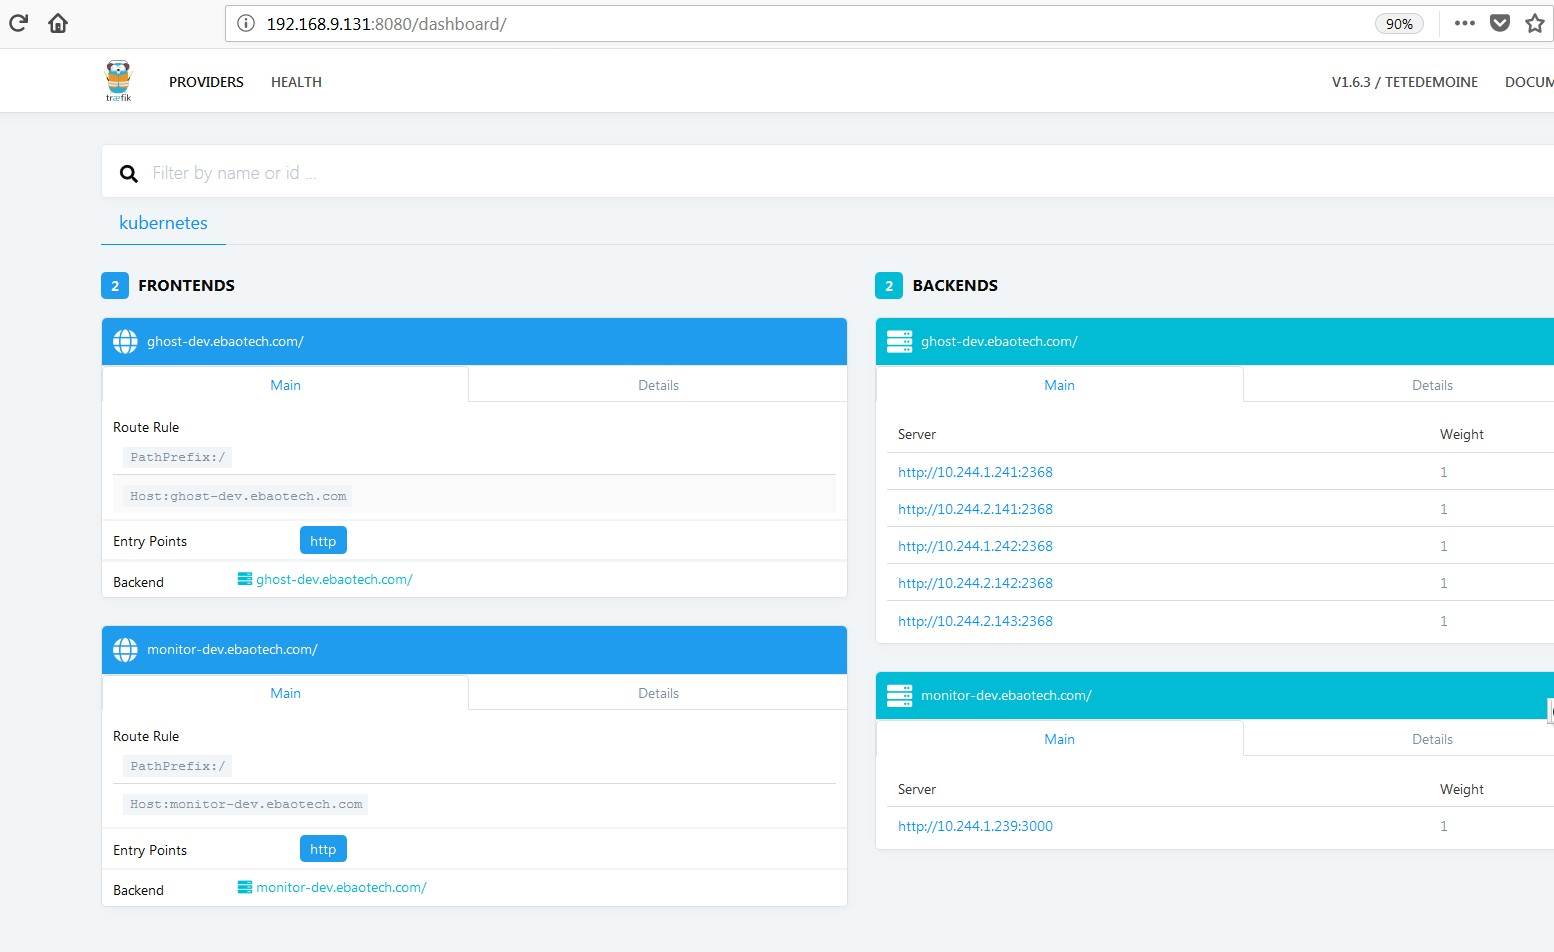 192.168.9.131:8080/dashboard/
90%
træfik
PROVIDERS
HEALTH
V1.6.3 / TETEDEMOINE
DOCUM
Filter by name or id ...
kubernetes
2 FRONTENDS
ghost-dev.ebaotech.com/
Main
Details
Route Rule
PathPrefix:/
Host:ghost-dev.ebaotech.com
Entry Points
http
Backend
ghost-dev.ebaotech.com/
monitor-dev.ebaotech.com/
Main
Details
Route Rule
PathPrefix:/
Host:monitor-dev.ebaotech.com
Entry Points
http
Backend
monitor-dev.ebaotech.com/
2 BACKENDS
ghost-dev.ebaotech.com/
Main
Details
Server Weight
http://10.244.1.241:2368 1
http://10.244.2.141:2368 1
http://10.244.1.242:2368 1
http://10.244.2.142:2368 1
http://10.244.2.143:2368 1
monitor-dev.ebaotech.com/
Main
Details
Server Weight
http://10.244.1.239:3000 1